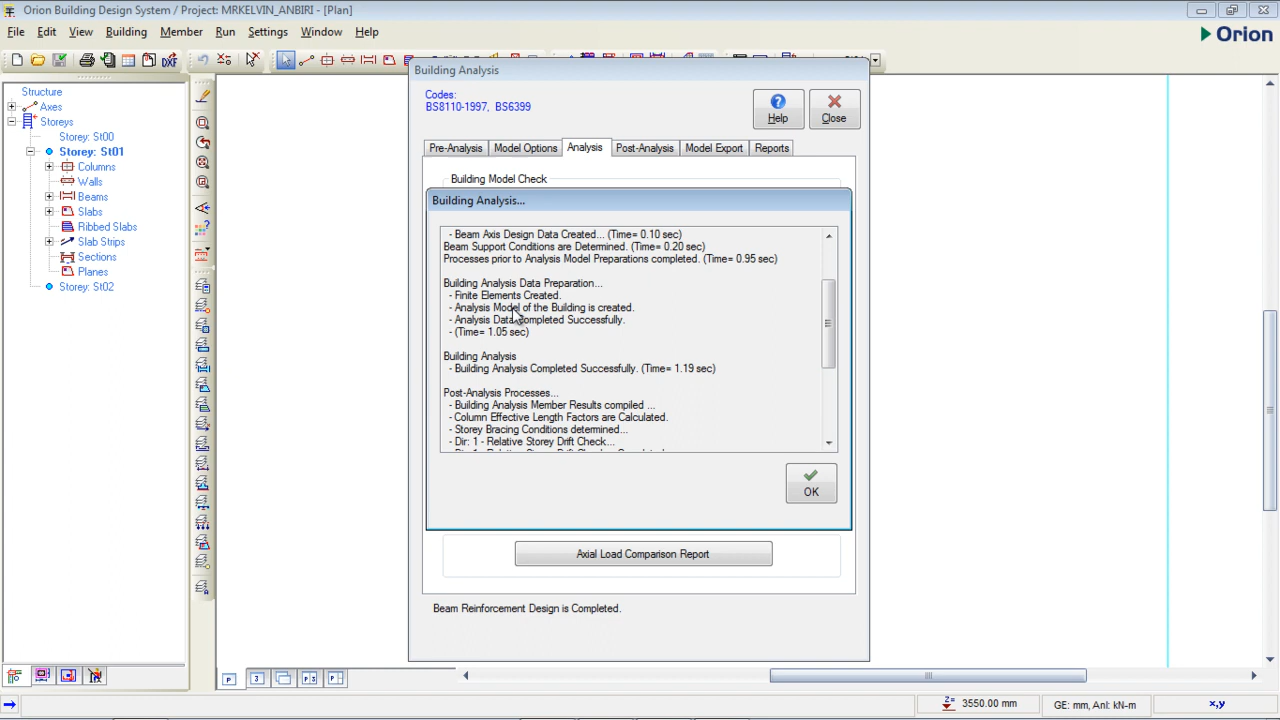 Orion Building Design System / Project: MRKELVIN_ANBIRI - [Plan]
File Edit View Building Member Run Settings Window Help
Orion
DXF
Structure
Axes
Storeys
Storey: St00
Storey: St01
Columns
Walls
Beams
Slabs
Ribbed Slabs
Slab Strips
Sections
Planes
Storey: St02
Building Analysis
Codes:
BS8110-1997, BS6399
Help
Close
Pre-Analysis Model Options Analysis Post-Analysis Model Export Reports
Building Model Check
Building Analysis...
- Beam Axis Design Data Created... (Time= 0.10 sec)
Beam Support Conditions are Determined. (Time= 0.20 sec)
Processes prior to Analysis Model Preparations completed. (Time= 0.95 sec)
Building Analysis Data Preparation...
- Finite Elements Created.
- Analysis Model of the Building is created.
- Analysis Data Completed Successfully.
- (Time= 1.05 sec)
Building Analysis
- Building Analysis Completed Successfully. (Time= 1.19 sec)
Post-Analysis Processes...
- Building Analysis Member Results compiled ...
- Column Effective Length Factors are Calculated.
- Storey Bracing Conditions determined...
- Dir: 1 - Relative Storey Drift Check...
OK
Axial Load Comparison Report
Beam Reinforcement Design is Completed.
3550.00 mm
GE: mm, Anl: kN-m
x,y